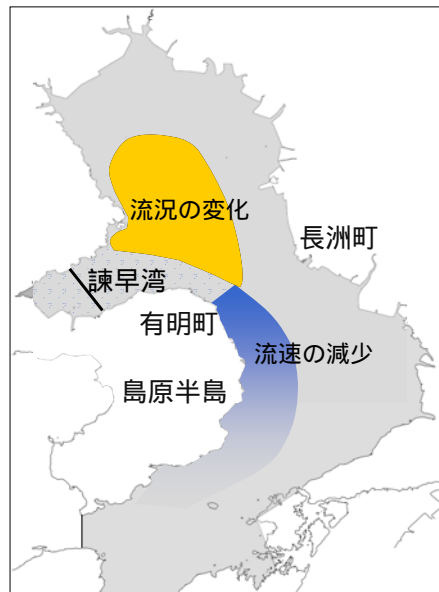 流況の変化
長洲町
諫早湾
有明町
流速の減少
島原半島